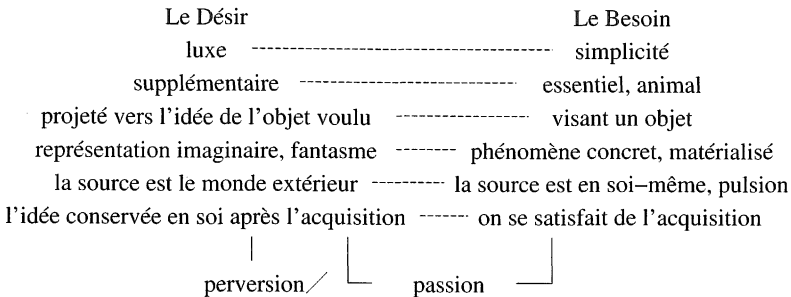 Le Désir Le Besoin
luxe simplicité
supplémentaire essentiel, animal
projeté vers l'idée de l'objet voulu visant un objet
représentation imaginaire, fantasme phénomène concret, matérialisé
la source est le monde extérieur la source est en soi-même, pulsion
l'idée conservée en soi après l'acquisition on se satisfait de l'acquisition
perversion/ passion